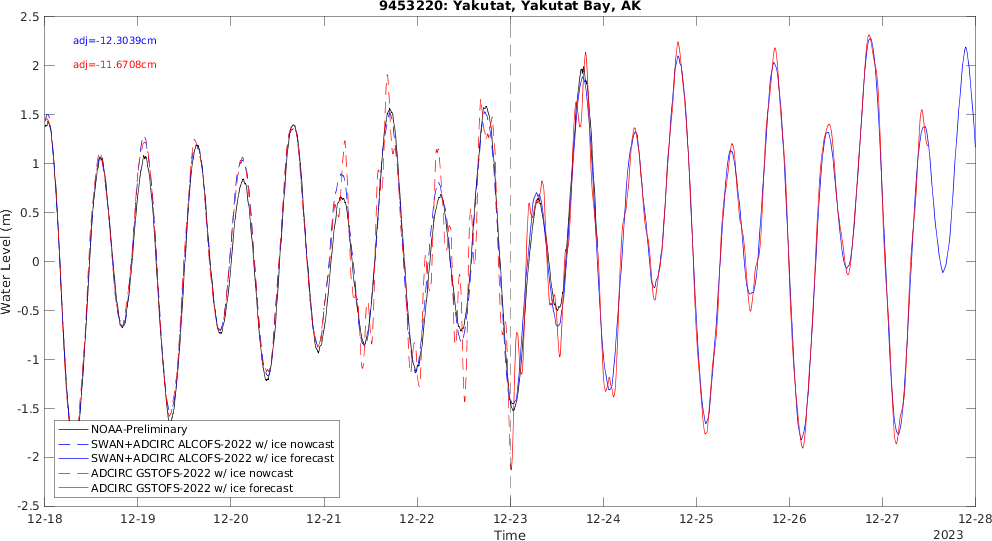 9453220: Yakutat, Yakutat Bay, AK
2.5
2
1.5
1
0.5
0
-0.5
-1
-1.5
-2
-2.5
Water Level (m)
adj=-12.3039cm
adj=-11.6708cm
NOAA-Preliminary
SWAN+ADCIRC ALCOFS-2022 w/ ice nowcast
SWAN+ADCIRC ALCOFS-2022 w/ ice forecast
ADCIRC GSTOFS-2022 w/ ice nowcast
ADCIRC GSTOFS-2022 w/ ice forecast
12-18 12-19 12-20 12-21 12-22 12-23 12-24 12-25 12-26 12-27 12-28
Time
2023